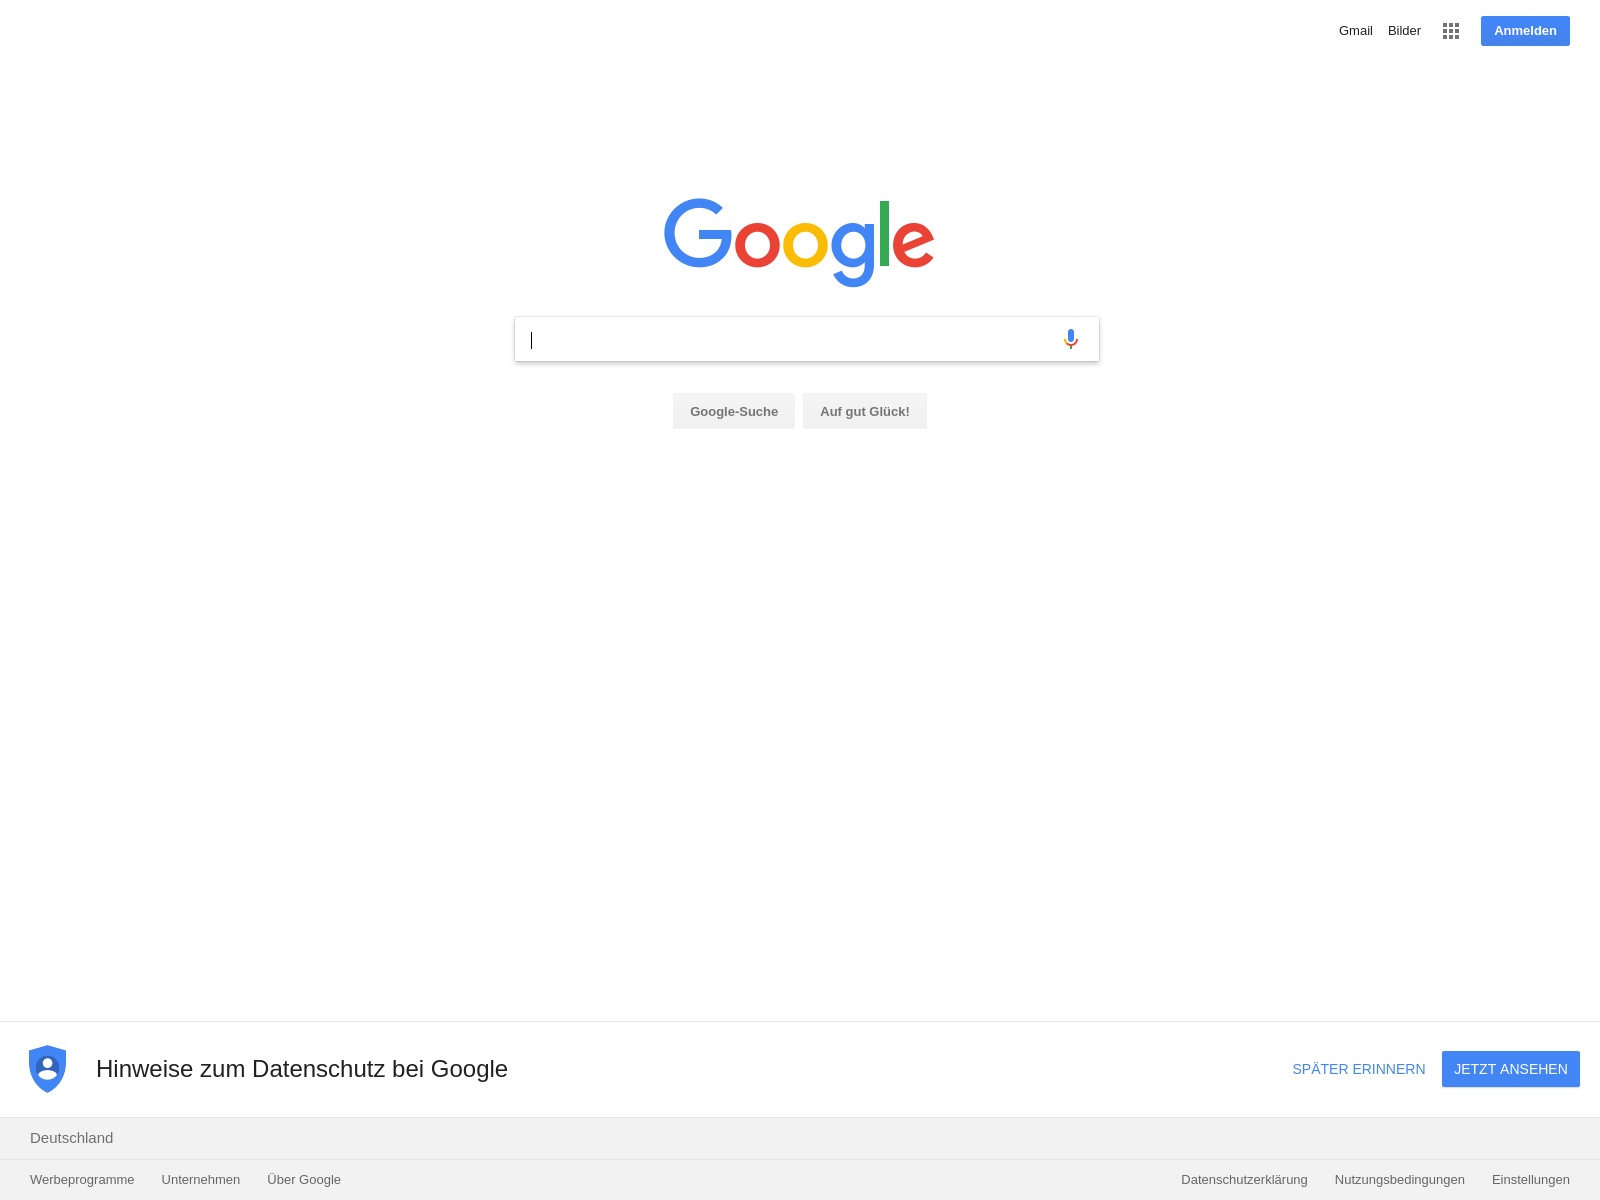 Gmail Bilder Anmelden
Google
Google-Suche Auf gut Glück!
Hinweise zum Datenschutz bei Google SPÄTER ERINNERN JETZT ANSEHEN
Deutschland
Werbeprogramme Unternehmen Über Google Datenschutzerklärung Nutzungsbedingungen Einstellungen